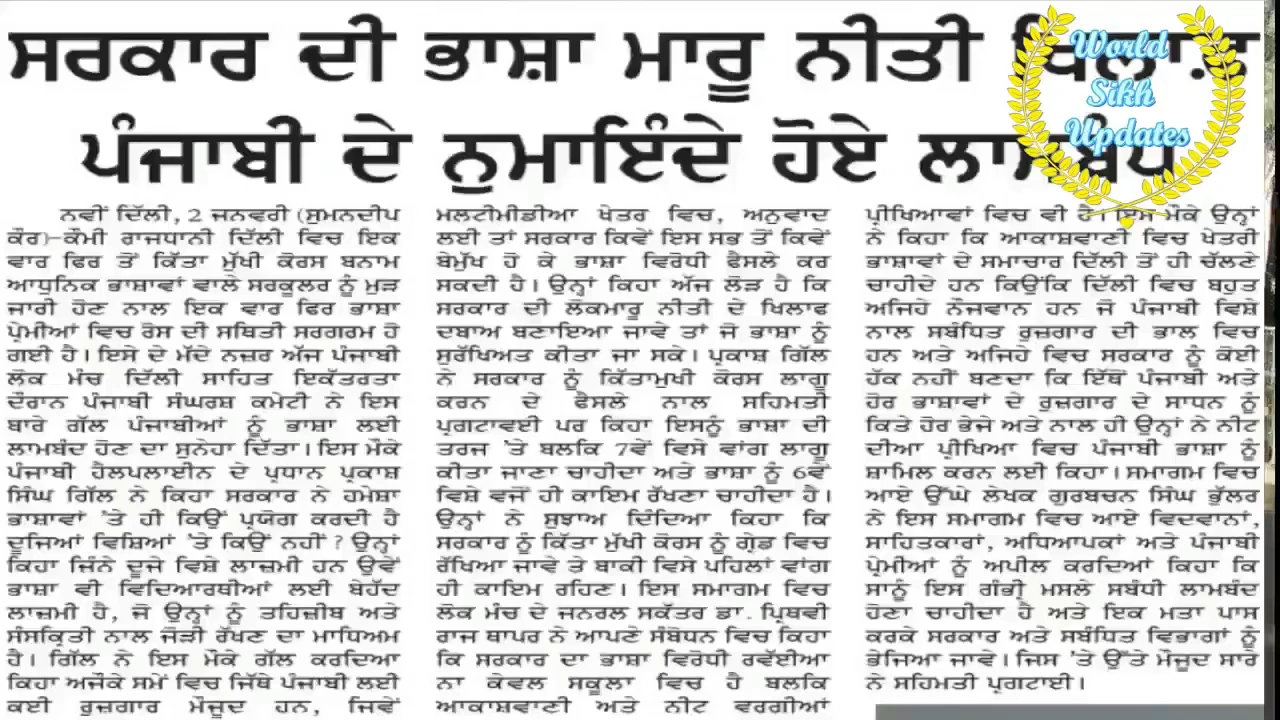 ਸਰਕਾਰ ਦੀ ਭਾਸ਼ਾ ਮਾਰੂ ਨੀਤੀ ਖਿਲਾਫ਼
ਪੰਜਾਬੀ ਦੇ ਨੁਮਾਇੰਦੇ ਹੋਏ ਲਾਮਬੰਧ
World
Sikh
Updates
ਨਵੀਂ ਦਿੱਲੀ, 2 ਜਨਵਰੀ (ਸੁਮਨਦੀਪ
ਕੌਰ)–ਕੌਮੀ ਰਾਜਧਾਨੀ ਦਿੱਲੀ ਵਿਚ ਇਕ
ਵਾਰ ਫਿਰ ਤੋਂ ਕਿੱਤਾ ਮੁੱਖੀ ਕੋਰਸ ਬਨਾਮ
ਆਧੁਨਿਕ ਭਾਸ਼ਾਵਾਂ ਵਾਲੇ ਸਰਕੂਲਰ ਨੂੰ ਮੁੜ
ਜਾਰੀ ਹੋਣ ਨਾਲ ਇਕ ਵਾਰ ਫਿਰ ਭਾਸ਼ਾ
ਪ੍ਰੇਮੀਆਂ ਵਿਚ ਰੋਸ ਦੀ ਸਥਿਤੀ ਸਰਗਰਮ ਹੋ
ਗਈ ਹੈ। ਇਸੇ ਦੇ ਮੱਦੇ ਨਜ਼ਰ ਅੱਜ ਪੰਜਾਬੀ
ਲੋਕ ਮੰਚ ਦਿੱਲੀ ਸਾਹਿਤ ਇਕੱਤਰਤਾ
ਦੌਰਾਨ ਪੰਜਾਬੀ ਸੰਘਰਸ਼ ਕਮੇਟੀ ਨੇ ਇਸ
ਬਾਰੇ ਗੱਲ ਪੰਜਾਬੀਆਂ ਨੂੰ ਭਾਸ਼ਾ ਲਈ
ਲਾਮਬੰਦ ਹੋਣ ਦਾ ਸੁਨੇਹਾ ਦਿੱਤਾ। ਇਸ ਮੌਕੇ
ਪੰਜਾਬੀ ਹੈਲਪਲਾਈਨ ਦੇ ਪ੍ਰਧਾਨ ਪ੍ਰਕਾਸ਼
ਸਿੰਘ ਗਿੱਲ ਨੇ ਕਿਹਾ ਸਰਕਾਰ ਨੇ ਹਮੇਸ਼ਾ
ਭਾਸ਼ਾਵਾਂ 'ਤੇ ਹੀ ਕਿਉਂ ਪ੍ਰਯੋਗ ਕਰਦੀ ਹੈ
ਦੂਜਿਆਂ ਵਿਸ਼ਿਆਂ 'ਤੇ ਕਿਉਂ ਨਹੀਂ ? ਉਨ੍ਹਾਂ
ਕਿਹਾ ਜਿੰਨੇ ਦੂਜੇ ਵਿਸ਼ੇ ਲਾਜ਼ਮੀ ਹਨ ਉਵੇਂ
ਭਾਸ਼ਾ ਵੀ ਵਿਦਿਆਰਥੀਆਂ ਲਈ ਬੇਹੱਦ
ਲਾਜ਼ਮੀ ਹੈ, ਜੋ ਉਨ੍ਹਾਂ ਨੂੰ ਤਹਿਜ਼ੀਬ ਅਤੇ
ਸੰਸਕ੍ਰਿਤੀ ਨਾਲ ਜੋੜੀ ਰੱਖਣ ਦਾ ਮਾਧਿਅਮ
ਹੈ। ਗਿੱਲ ਨੇ ਇਸ ਮੌਕੇ ਗੱਲ ਕਰਦਿਆ
ਕਿਹਾ ਅਜੋਕੇ ਸਮੇਂ ਵਿਚ ਜਿੱਥੇ ਪੰਜਾਬੀ ਲਈ
ਕਈ ਰੁਜ਼ਗਾਰ ਮੌਜੂਦ ਹਨ, ਜਿਵੇਂ
ਮਲਟੀਮੀਡੀਆ ਖੇਤਰ ਵਿਚ, ਅਨੁਵਾਦ
ਲਈ ਤਾਂ ਸਰਕਾਰ ਕਿਵੇਂ ਇਸ ਸਭ ਤੋਂ ਕਿਵੇਂ
ਬੇਮੁੱਖ ਹੋ ਕੇ ਭਾਸ਼ਾ ਵਿਰੋਧੀ ਫੈਸਲੇ ਕਰ
ਸਕਦੀ ਹੈ। ਉਨ੍ਹਾਂ ਕਿਹਾ ਅੱਜ ਲੋੜ ਹੈ ਕਿ
ਸਰਕਾਰ ਦੀ ਲੋਕਮਾਰੂ ਨੀਤੀ ਦੇ ਖਿਲਾਫ
ਦਬਾਅ ਬਣਾਇਆ ਜਾਵੇ ਤਾਂ ਜੋ ਭਾਸ਼ਾ ਨੂੰ
ਸੁਰੱਖਿਅਤ ਕੀਤਾ ਜਾ ਸਕੇ। ਪ੍ਰਕਾਸ਼ ਗਿੱਲ
ਨੇ ਸਰਕਾਰ ਨੂੰ ਕਿੱਤਾਮੁਖੀ ਕੋਰਸ ਲਾਗੂ
ਕਰਨ ਦੇ ਫੈਸਲੇ ਨਾਲ ਸਹਿਮਤੀ
ਪ੍ਰਗਟਾਵਈ ਪਰ ਕਿਹਾ ਇਸਨੂੰ ਭਾਸ਼ਾ ਦੀ
ਤਰਜ 'ਤੇ ਬਲਕਿ 7ਵੇਂ ਵਿਸੇ ਵਾਂਗ ਲਾਗੂ
ਕੀਤਾ ਜਾਣਾ ਚਾਹੀਦਾ ਅਤੇ ਭਾਸ਼ਾ ਨੂੰ 6ਵੇਂ
ਵਿਸ਼ੇ ਵਜੋਂ ਹੀ ਕਾਇਮ ਰੱਖਣਾ ਚਾਹੀਦਾ ਹੈ।
ਉਨ੍ਹਾਂ ਨੇ ਸੁਝਾਅ ਦਿੰਦਿਆ ਕਿਹਾ ਕਿ
ਸਰਕਾਰ ਨੂੰ ਕਿੱਤਾ ਮੁੱਖੀ ਕੋਰਸ ਨੂੰ ਗ੍ਰੇਡ ਵਿਚ
ਰੱਖਿਆ ਜਾਵੇ ਤੇ ਬਾਕੀ ਵਿਸੇ ਪਹਿਲਾਂ ਵਾਂਗ
ਹੀ ਕਾਇਮ ਰਹਿਣ। ਇਸ ਸਮਾਗਮ ਵਿਚ
ਲੋਕ ਮੰਚ ਦੇ ਜਨਰਲ ਸਕੱਤਰ ਡਾ. ਪ੍ਰਿਥਵੀ
ਰਾਜ ਥਾਪਰ ਨੇ ਆਪਣੇ ਸੰਬੋਧਨ ਵਿਚ ਕਿਹਾ
ਕਿ ਸਰਕਾਰ ਦਾ ਭਾਸ਼ਾ ਵਿਰੋਧੀ ਰਵੱਈਆ
ਨਾ ਕੇਵਲ ਸਕੂਲਾ ਵਿਚ ਹੈ ਬਲਕਿ
ਆਕਾਸ਼ਵਾਣੀ ਅਤੇ ਨੀਟ ਵਰਗੀਆਂ
ਪ੍ਰੀਖਿਆਵਾਂ ਵਿਚ ਵੀ ਹੈ। ਇਸ ਮੌਕੇ ਉਨ੍ਹਾਂ
ਨੇ ਕਿਹਾ ਕਿ ਆਕਾਸ਼ਵਾਣੀ ਵਿਚ ਖੇਤਰੀ
ਭਾਸ਼ਾਵਾਂ ਦੇ ਸਮਾਚਾਰ ਦਿੱਲੀ ਤੋਂ ਹੀ ਚੱਲਣੇ
ਚਾਹੀਦੇ ਹਨ ਕਿਉਂਕਿ ਦਿੱਲੀ ਵਿਚ ਬਹੁਤ
ਅਜਿਹੇ ਨੌਜਵਾਨ ਹਨ ਜੋ ਪੰਜਾਬੀ ਵਿਸ਼ੇ
ਨਾਲ ਸਬੰਧਿਤ ਰੁਜ਼ਗਾਰ ਦੀ ਭਾਲ ਵਿਚ
ਹਨ ਅਤੇ ਅਜਿਹੇ ਵਿਚ ਸਰਕਾਰ ਨੂੰ ਕੋਈ
ਹੱਕ ਨਹੀਂ ਬਣਦਾ ਕਿ ਇੱਥੋਂ ਪੰਜਾਬੀ ਅਤੇ
ਹੋਰ ਭਾਸ਼ਾਵਾਂ ਦੇ ਰੁਜ਼ਗਾਰ ਦੇ ਸਾਧਨ ਨੂੰ
ਕਿਤੇ ਹੋਰ ਭੇਜੇ ਅਤੇ ਨਾਲ ਹੀ ਉਨ੍ਹਾਂ ਨੇ ਨੀਟ
ਦੀਆ ਪ੍ਰੀਖਿਆ ਵਿਚ ਪੰਜਾਬੀ ਭਾਸ਼ਾ ਨੂੰ
ਸ਼ਾਮਿਲ ਕਰਨ ਲਈ ਕਿਹਾ। ਸਮਾਗਮ ਵਿਚ
ਆਏ ਉੱਘੇ ਲੇਖਕ ਗੁਰਬਚਨ ਸਿੰਘ ਭੁੱਲਰ
ਨੇ ਇਸ ਸਮਾਗਮ ਵਿਚ ਆਏ ਵਿਦਵਾਨਾਂ,
ਸਾਹਿਤਕਾਰਾਂ, ਅਧਿਆਪਕਾਂ ਅਤੇ ਪੰਜਾਬੀ
ਪ੍ਰੇਮੀਆਂ ਨੂੰ ਅਪੀਲ ਕਰਦਿਆਂ ਕਿਹਾ ਕਿ
ਸਾਨੂੰ ਇਸ ਗੰਭੀ ਮਸਲੇ ਸਬੰਧੀ ਲਾਮਬੰਦ
ਹੋਣਾ ਚਾਹੀਦਾ ਹੈ ਅਤੇ ਇਕ ਮਤਾ ਪਾਸ
ਕਰਕੇ ਸਰਕਾਰ ਅਤੇ ਸਬੰਧਿਤ ਵਿਭਾਗਾਂ ਨੂੰ
ਭੇਜਿਆ ਜਾਵੇ। ਜਿਸ 'ਤੇ ਉੱਤੇ ਮੌਜੂਦ ਸਾਰੇ
ਨੇ ਸਹਿਮਤੀ ਪ੍ਰਗਟਾਈ।